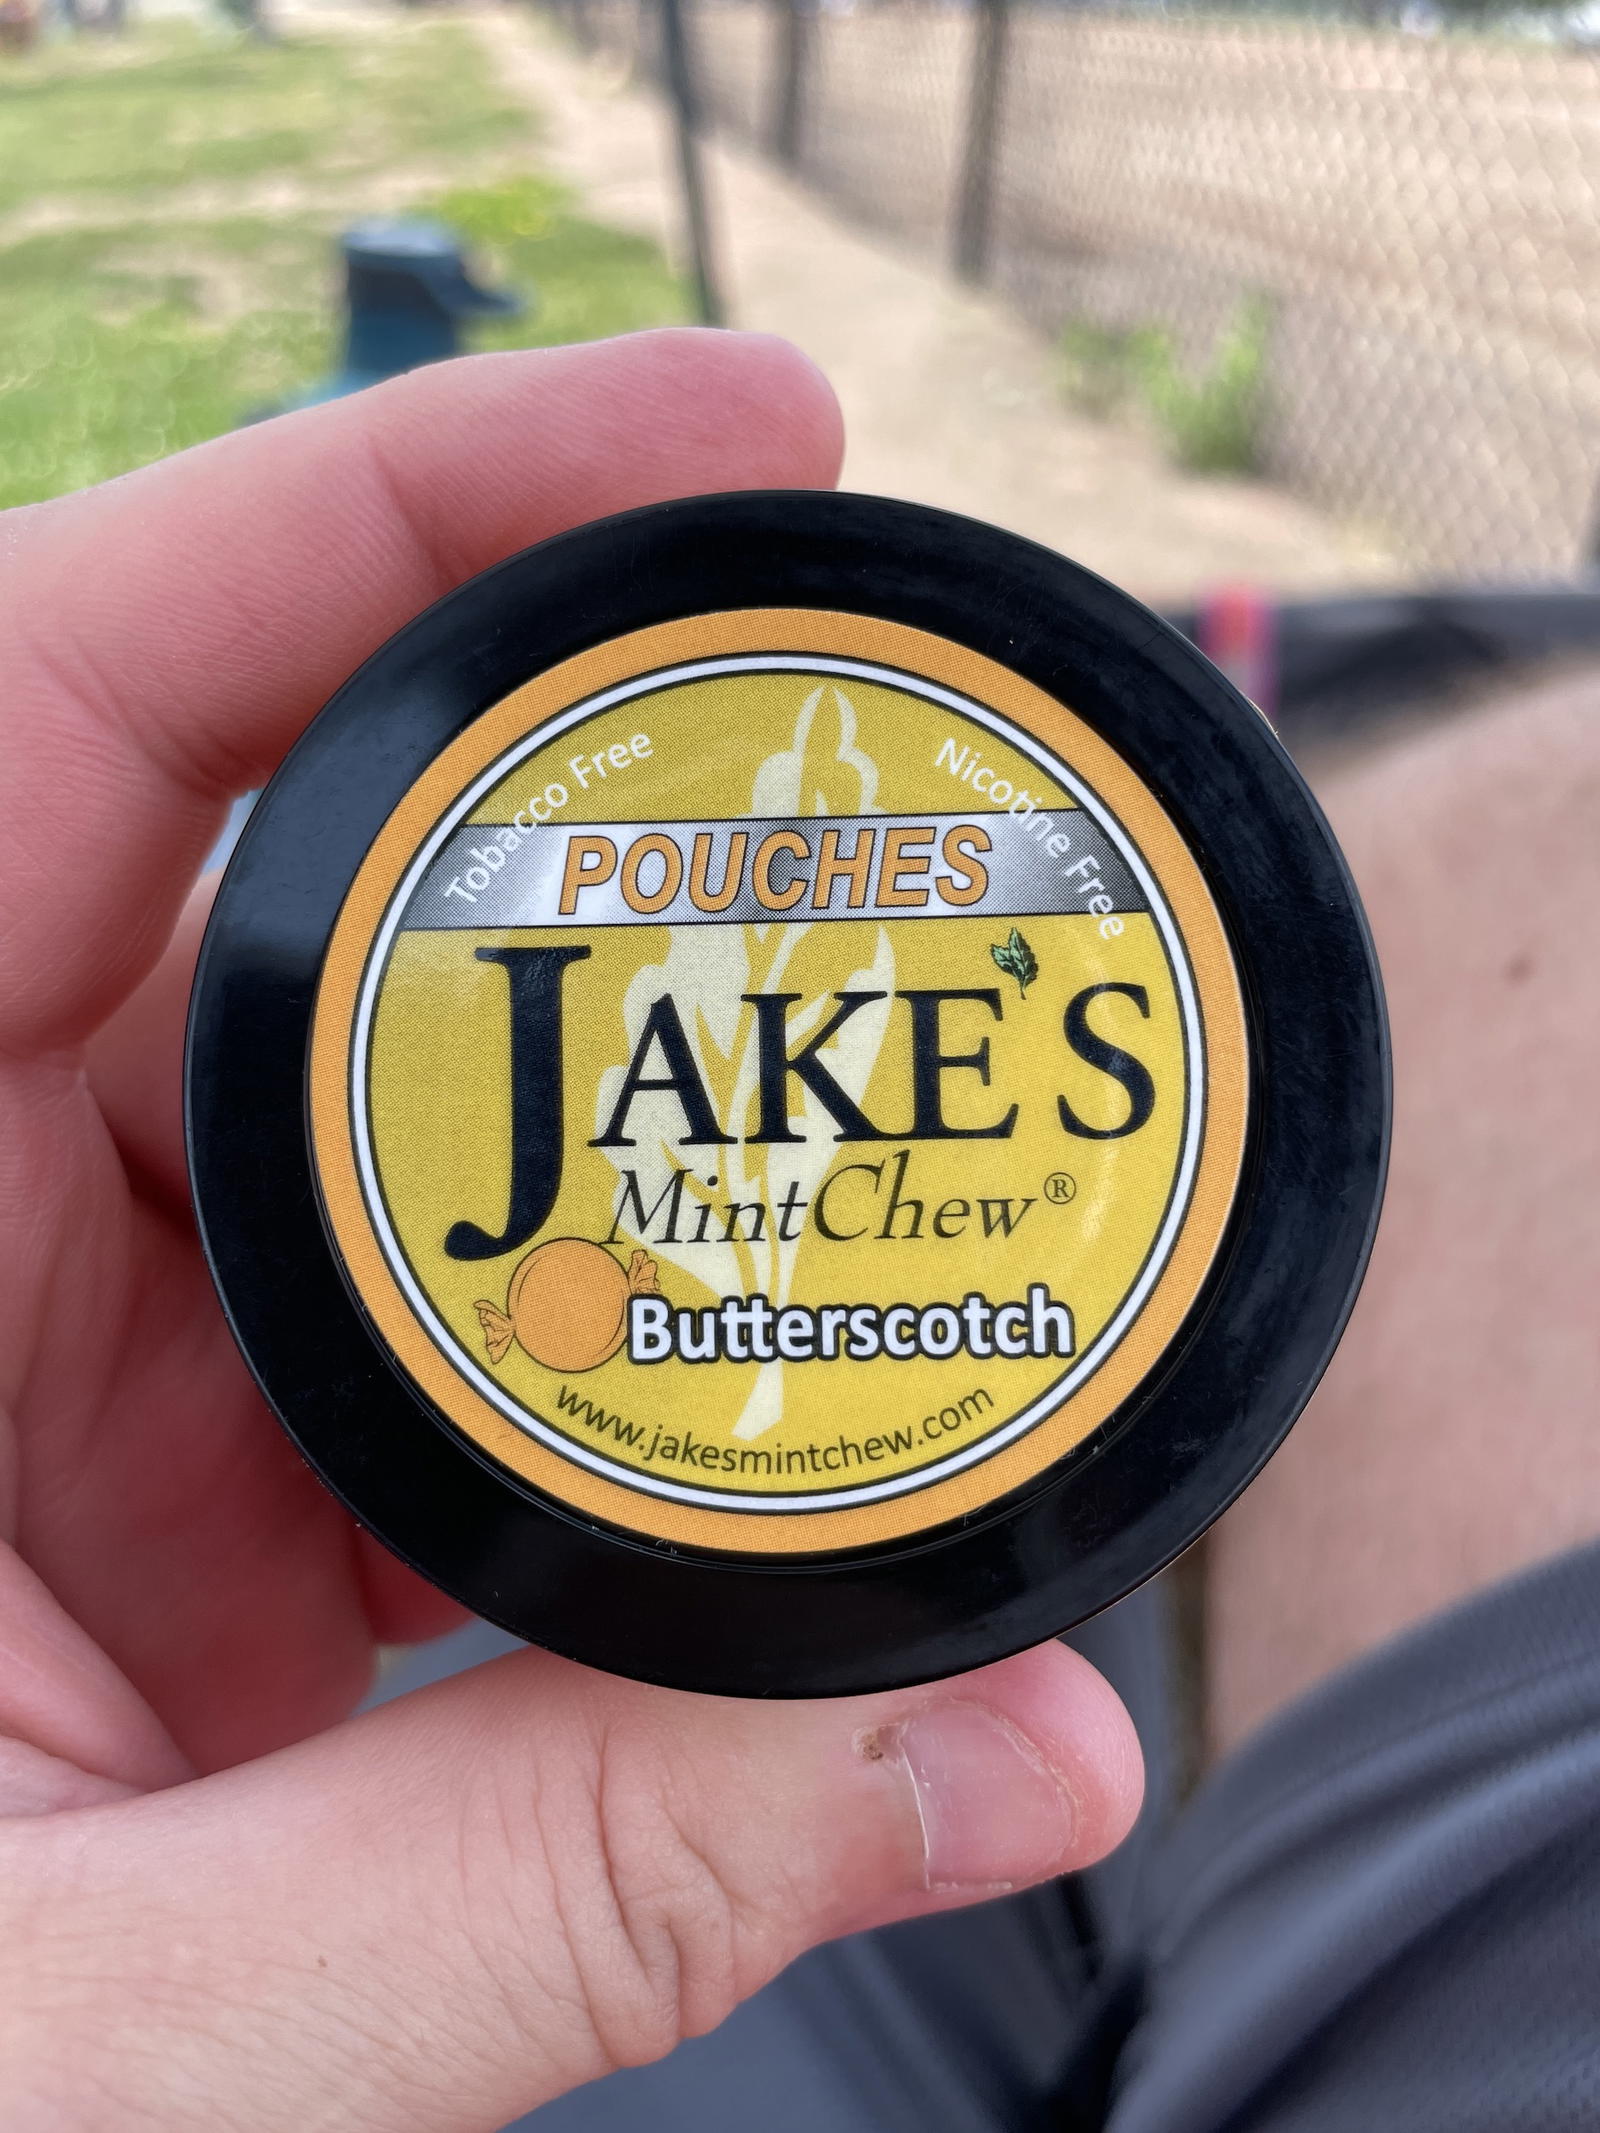 Tobacco Free
Nicotine Free
POUCHES
JAKE'S
MintChew®
Butterscotch
www.jakesmintchew.com